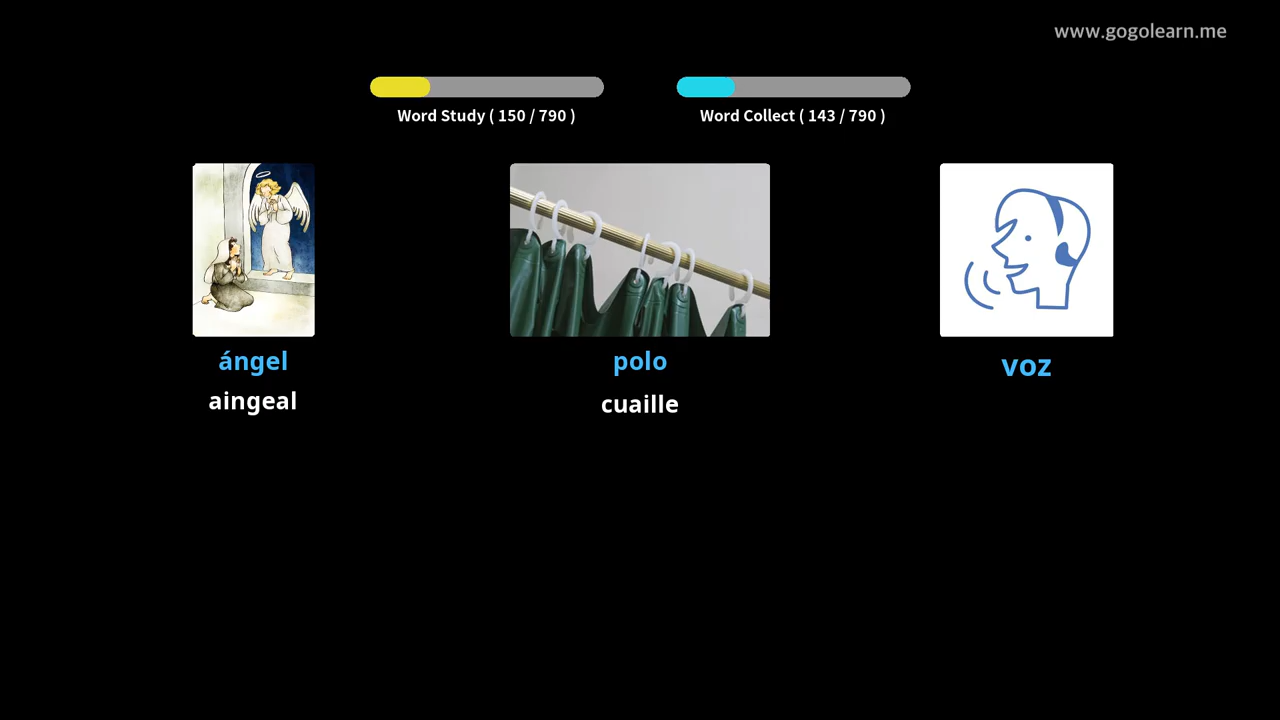 www.gogolearn.me
Word Study ( 150 / 790 )
Word Collect ( 143 / 790 )
ángel
aingeal
polo
cuaille
voz